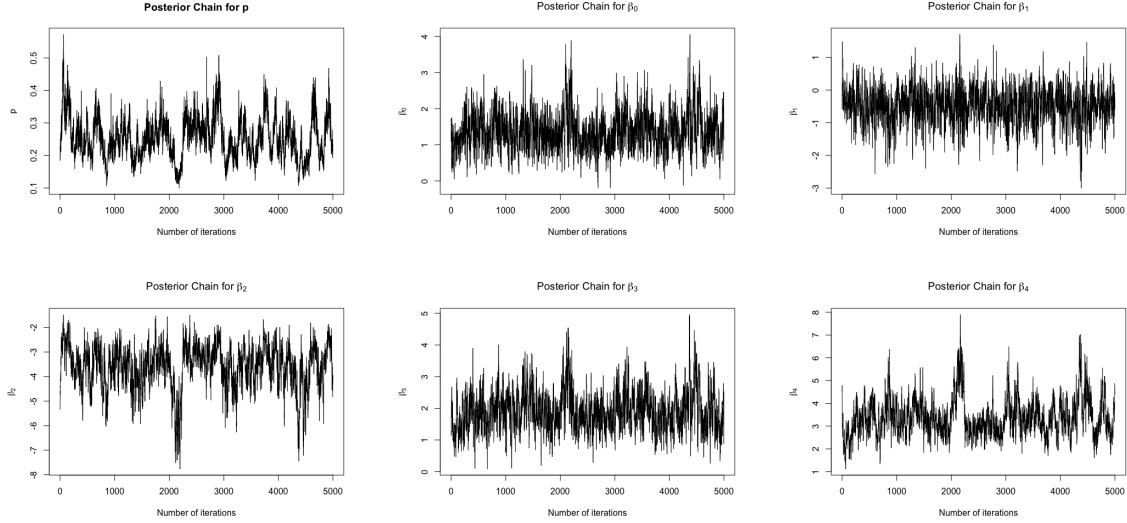 Posterior Chain for p
p
0.5
0.4
0.3
0.2
0.1
0 1000 2000 3000 4000 5000
Number of iterations
Posterior Chain for β0
β0
4
3
2
1
0
0 1000 2000 3000 4000 5000
Number of iterations
Posterior Chain for β1
β1
1
0
-1
-2
-3
0 1000 2000 3000 4000 5000
Number of iterations
Posterior Chain for β2
β2
-2
-3
-4
-5
-6
-7
-8
0 1000 2000 3000 4000 5000
Number of iterations
Posterior Chain for β3
β3
5
4
3
2
1
0
0 1000 2000 3000 4000 5000
Number of iterations
Posterior Chain for β4
β4
8
7
6
5
4
3
2
1
0 1000 2000 3000 4000 5000
Number of iterations